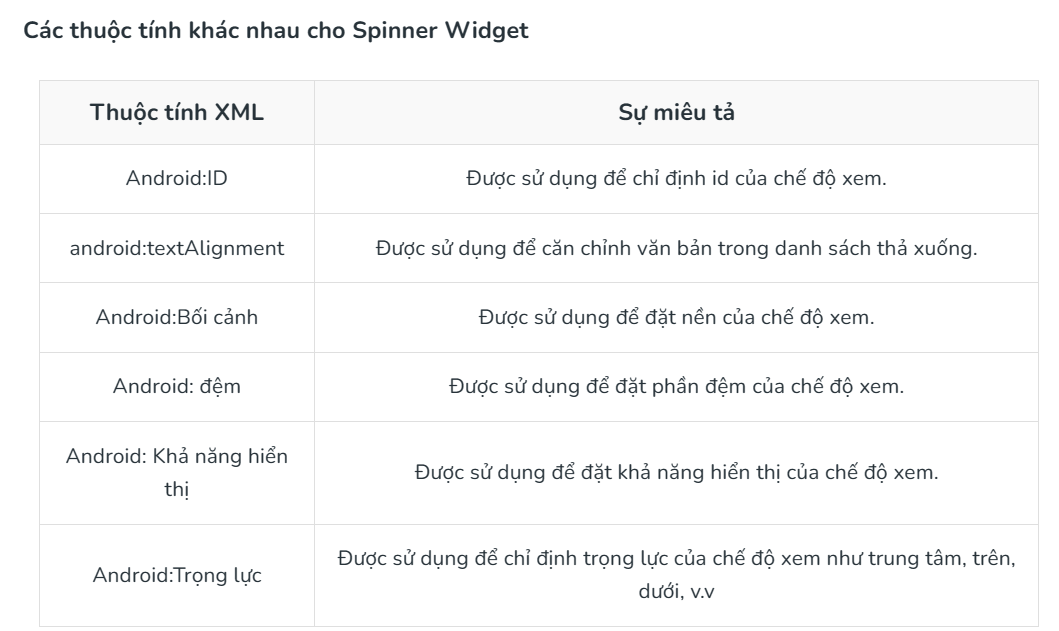 Các thuộc tính khác nhau cho Spinner Widget
Thuộc tính XML
Sự miêu tả
Android:ID
Được sử dụng để chỉ định id của chế độ xem.
android:textAlignment
Được sử dụng để căn chỉnh văn bản trong danh sách thả xuống.
Android:Bối cảnh
Được sử dụng để đặt nền của chế độ xem.
Android: đệm
Được sử dụng để đặt phần đệm của chế độ xem.
Android: Khả năng hiển
thị
Được sử dụng để đặt khả năng hiển thị của chế độ xem.
Android:Trọng lực
Được sử dụng để chỉ định trọng lực của chế độ xem như trung tâm, trên,
dưới, v.v